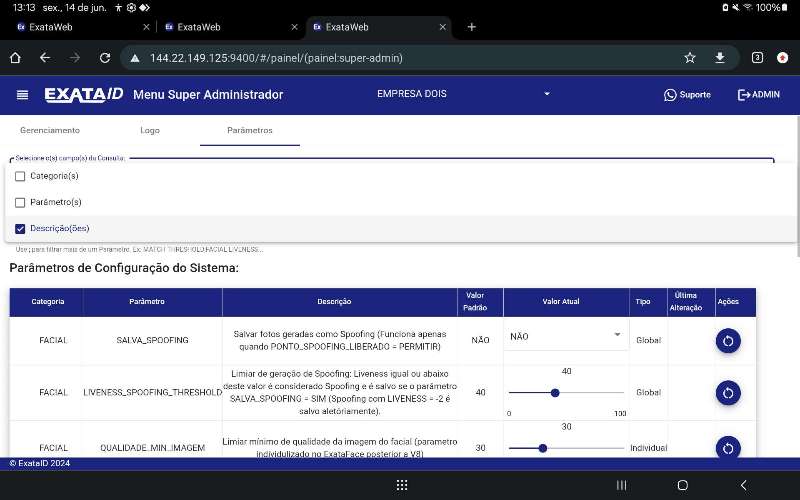 13:13 sex., 14 de jun. 100%
ExataWeb ExataWeb ExataWeb
144.22.149.125:9400/#/painel/(painel:super-admin) 3
EXATAID Menu Super Administrador EMPRESA DOIS Suporte ADMIN
Gerenciamento Logo Parâmetros
Selecione o(s) campo(s) da Consulta:
Categoria(s)
Parâmetro(s)
Descrição(ões)
Use ; para filtrar mais de um Parâmetro. Ex: MATCH THRESHOLD;FACIAL LIVENESS...
Parâmetros de Configuração do Sistema:
Categoria Parâmetro Descrição Valor Padrão Valor Atual Tipo Última Alteração Ações
FACIAL SALVA_SPOOFING Salvar fotos geradas como Spoofing (Funciona apenas
quando PONTO_SPOOFING_LIBERADO = PERMITIR) NÃO NÃO Global
FACIAL LIVENESS_SPOOFING_THRESHOLD Limiar de geração de Spoofing: Liveness igual ou abaixo
deste valor é considerado Spoofing e é salvo se o parâmetro
SALVA_SPOOFING = SIM (Spoofing com LIVENESS = -2 é
salvo aletóriamente). 40 40 0 100 Global
FACIAL QUALIDADE_MIN_IMAGEM Limiar mínimo de qualidade da imagem do facial (parametro
individulizado no ExataFace posterior a V8) 30 30 Individual
© ExataID 2024